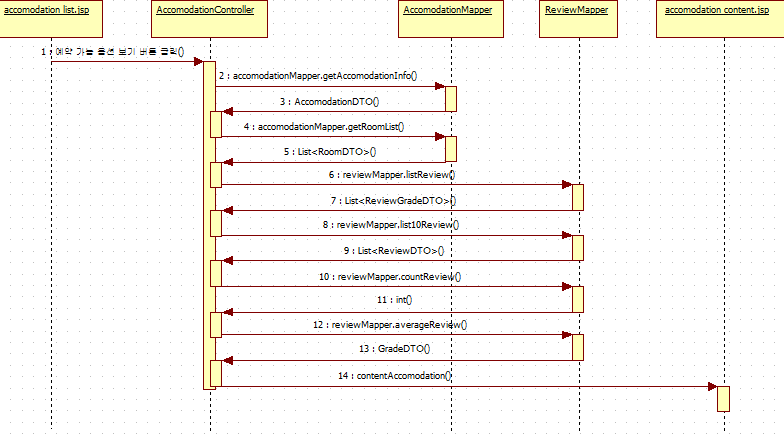 accomodation list.jsp
AccomodationController
AccomodationMapper
ReviewMapper
accomodation content.jsp
1 : 예약 가능 옵션 보기 버튼 클릭()
2 : accomodationMapper.getAccomodationInfo()
3 : AccomodationDTO()
4 : accomodationMapper.getRoomList()
5 : List<RoomDTO>()
6 : reviewMapper.listReview()
7 : List<ReviewGradeDTO>()
8 : reviewMapper.list10Review()
9 : List<ReviewDTO>()
10 : reviewMapper.countReview()
11 : int()
12 : reviewMapper.averageReview()
13 : GradeDTO()
14 : contentAccomodation()